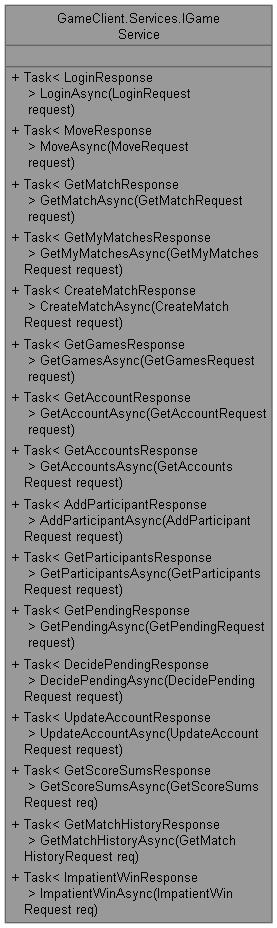 GameClient.Services.IGame
Service
+ Task< LoginResponse
> LoginAsync(LoginRequest
request)
+ Task< MoveResponse
> MoveAsync(MoveRequest
request)
+ Task< GetMatchResponse
> GetMatchAsync(GetMatchRequest
request)
+ Task< GetMyMatchesResponse
> GetMyMatchesAsync(GetMyMatches
Request request)
+ Task< CreateMatchResponse
> CreateMatchAsync(CreateMatch
Request request)
+ Task< GetGamesResponse
> GetGamesAsync(GetGamesRequest
request)
+ Task< GetAccountResponse
> GetAccountAsync(GetAccountRequest
request)
+ Task< GetAccountsResponse
> GetAccountsAsync(GetAccounts
Request request)
+ Task< AddParticipantResponse
> AddParticipantAsync(AddParticipant
Request request)
+ Task< GetParticipantsResponse
> GetParticipantsAsync(GetParticipants
Request request)
+ Task< GetPendingResponse
> GetPendingAsync(GetPendingRequest
request)
+ Task< DecidePendingResponse
> DecidePendingAsync(DecidePending
Request request)
+ Task< UpdateAccountResponse
> UpdateAccountAsync(UpdateAccount
Request request)
+ Task< GetScoreSumsResponse
> GetScoreSumsAsync(GetScoreSums
Request req)
+ Task< GetMatchHistoryResponse
> GetMatchHistoryAsync(GetMatch
HistoryRequest req)
+ Task< ImpatientWinResponse
> ImpatientWinAsync(ImpatientWin
Request req)